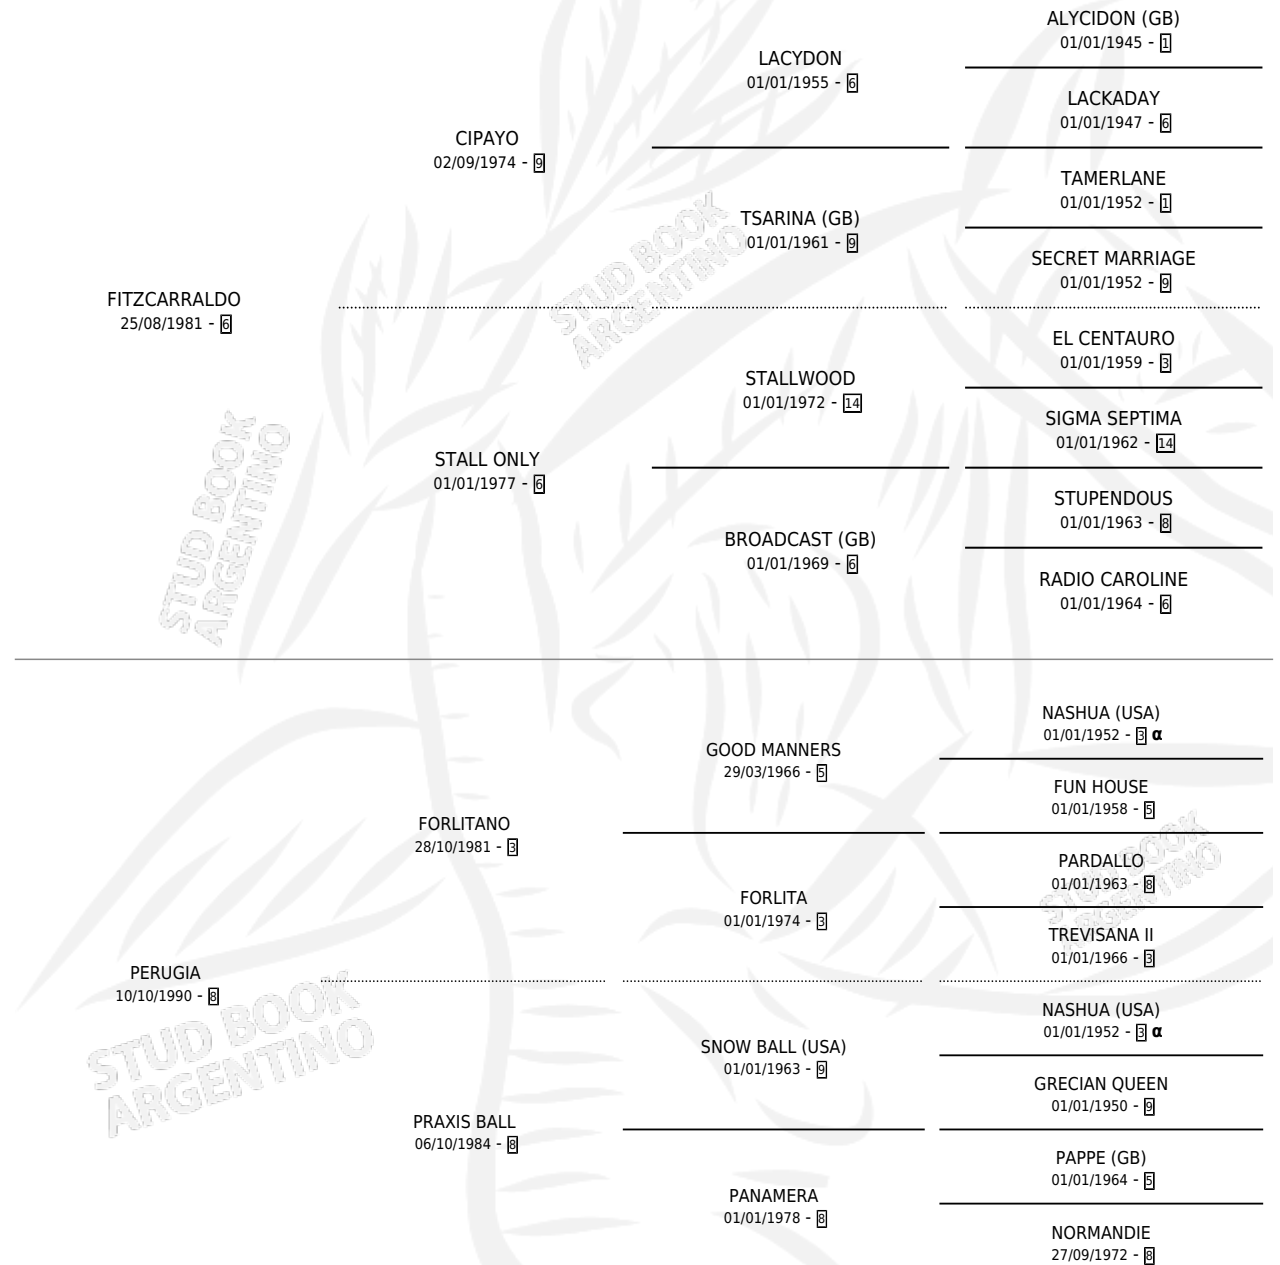 ALYCIDON (GB)
01/01/1945 - 1
LACYDON
01/01/1955 - 6
LACKADAY
01/01/1947 - 6
CIPAYO
02/09/1974 - 9
TAMERLANE
01/01/1952 - 1
TSARINA (GB)
01/01/1961 - 9
SECRET MARRIAGE
01/01/1952 - 9
FITZCARRALDO
25/08/1981 - 6
EL CENTAURO
01/01/1959 - 3
STALLWOOD
01/01/1972 - 14
SIGMA SEPTIMA
01/01/1962 - 14
STALL ONLY
01/01/1977 - 6
STUPENDOUS
01/01/1963 - 8
BROADCAST (GB)
01/01/1969 - 6
RADIO CAROLINE
01/01/1964 - 6
STUD BOOK
ARGENTINO
STUD BOOK
ARGENTINO
NASHUA (USA)
01/01/1952 - 3 α
GOOD MANNERS
29/03/1966 - 5
FUN HOUSE
01/01/1958 - 5
FORLITANO
28/10/1981 - 3
PARDALLO
01/01/1963 - 8
FORLITA
01/01/1974 - 3
TREVISANA II
01/01/1966 - 3
PERUGIA
10/10/1990 - 8
NASHUA (USA)
01/01/1952 - 3 α
SNOW BALL (USA)
01/01/1963 - 9
GRECIAN QUEEN
01/01/1950 - 9
PRAXIS BALL
06/10/1984 - 8
PAPPE (GB)
01/01/1964 - 5
PANAMERA
01/01/1978 - 8
NORMANDIE
27/09/1972 - 8
STUD BOOK
ARGENTINO
STUD BOOK
ARGENTINO